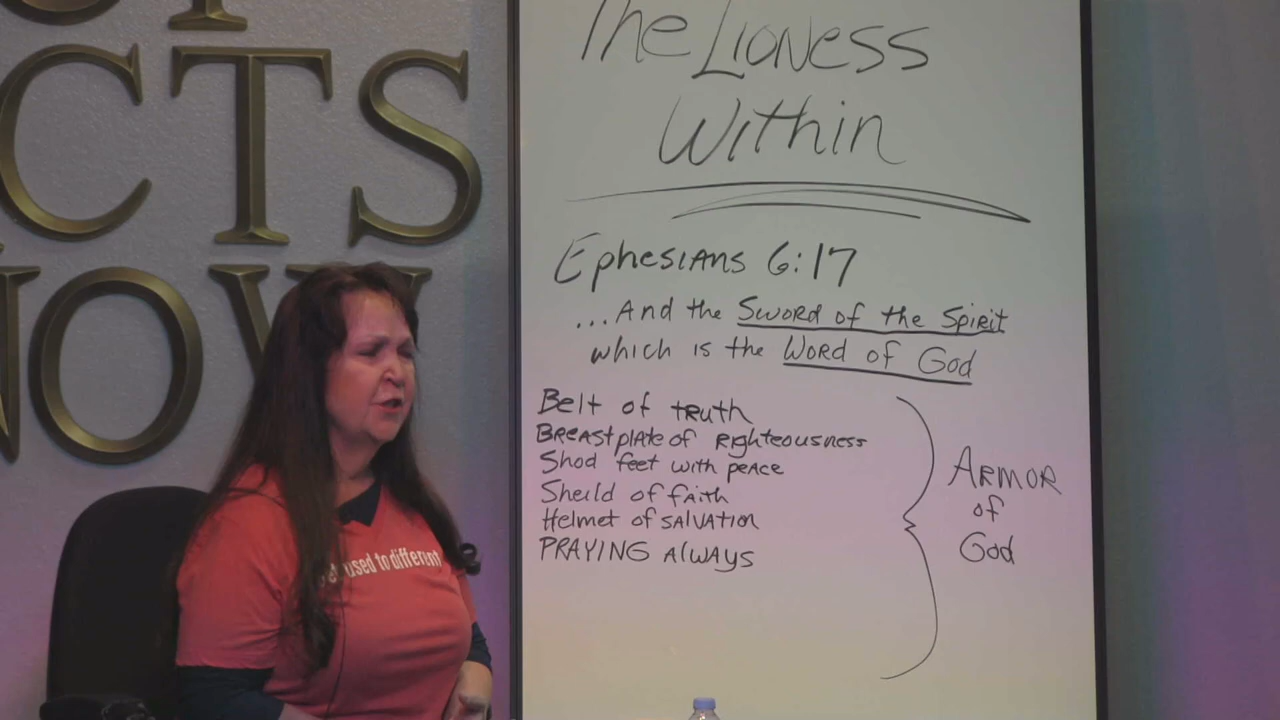 CTS
NOW
The Lioness
Within
Ephesians 6:17
...And the Sword of the Spirit
which is the Word of God
Belt of truth
Breastplate of Righteousness
Shod feet with peace
Sheild of faith
Helmet of SALVATION
PRAYING AlWAYS
ARMOR
of
God
used to different